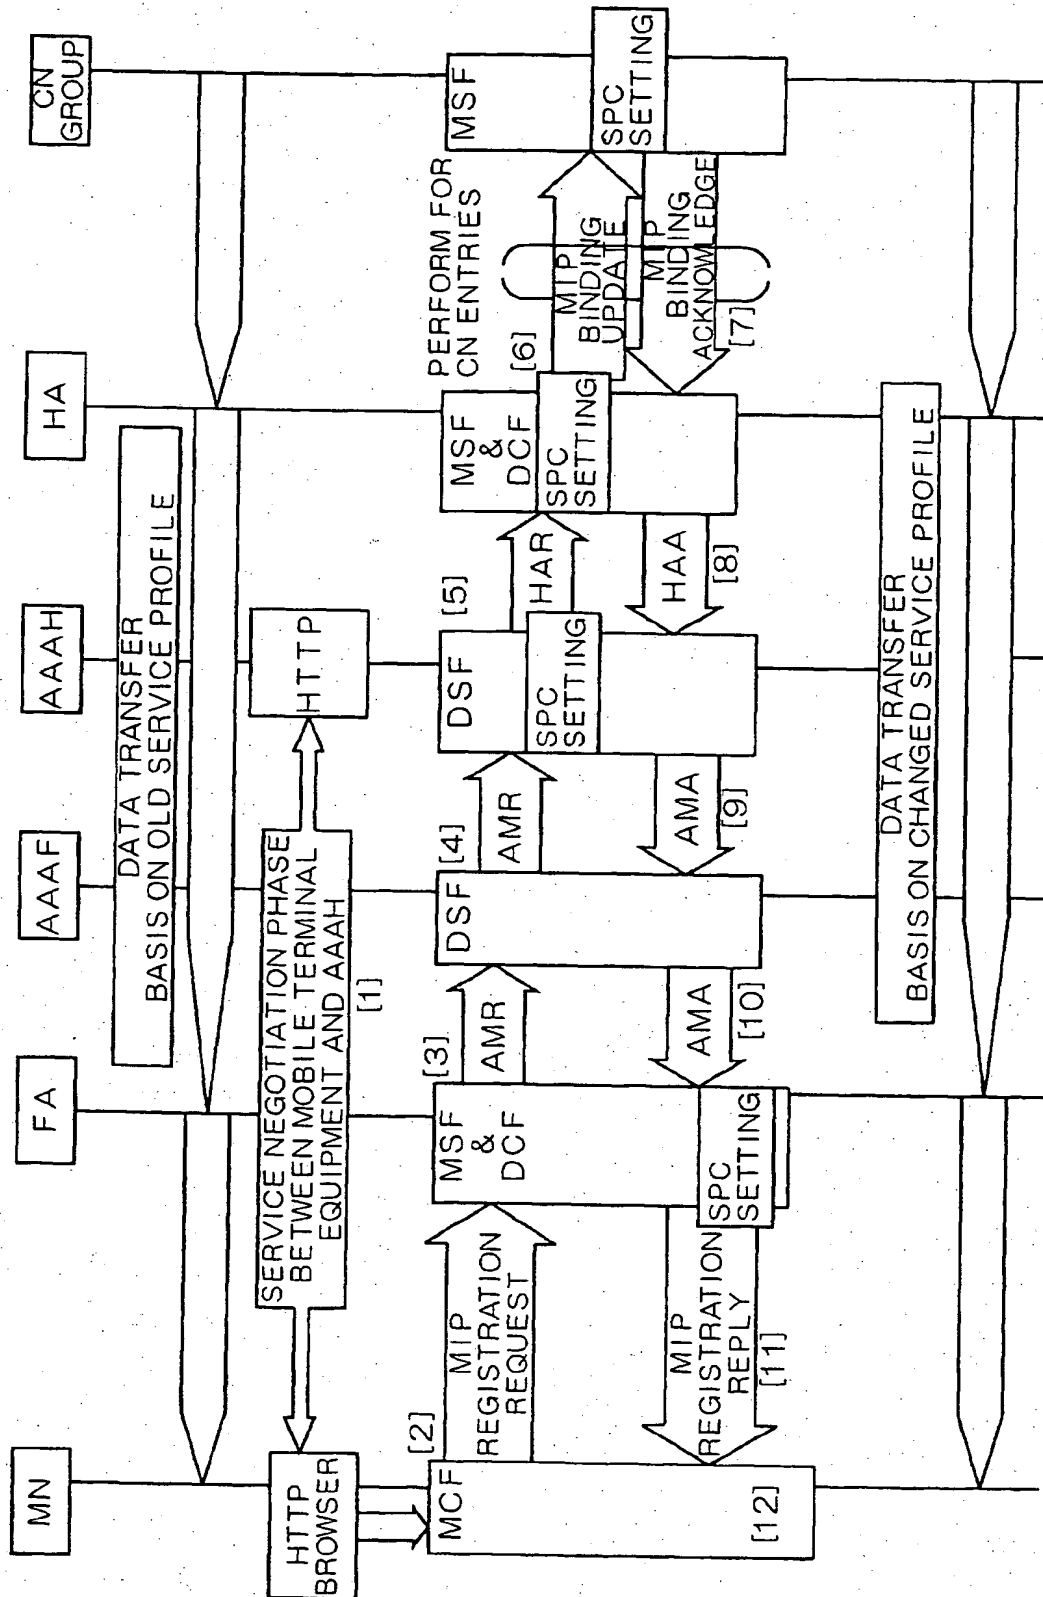 MN
FA
AAAF
AAAH
HA
CN
GROUP
DATA TRANSFER
BASIS ON OLD SERVICE PROFILE
HTTP
BROWSER
SERVICE NEGOTIATION PHASE
BETWEEN MOBILE TERMINAL
EQUIPMENT AND AAAH
[1]
HTTP
MCF
[2]
MIP
REGISTRATION
REQUEST
MSF
&
DCF
[3]
AMR
DSF
[4]
AMR
DSF
SPC
SETTING
[5]
HAR
MSF
&
DCF
SPC
SETTING
PERFORM FOR
CN ENTRIES
[6]
MIP
BINDING
UPDATE
MSF
SPC
SETTING
MIP
BINDING
ACKNOWLEDGE
[7]
HAA
[8]
AMA
[9]
AMA
[10]
SPC
SETTING
MIP
REGISTRATION
REPLY
[11]
[12]
DATA TRANSFER
BASIS ON CHANGED SERVICE PROFILE